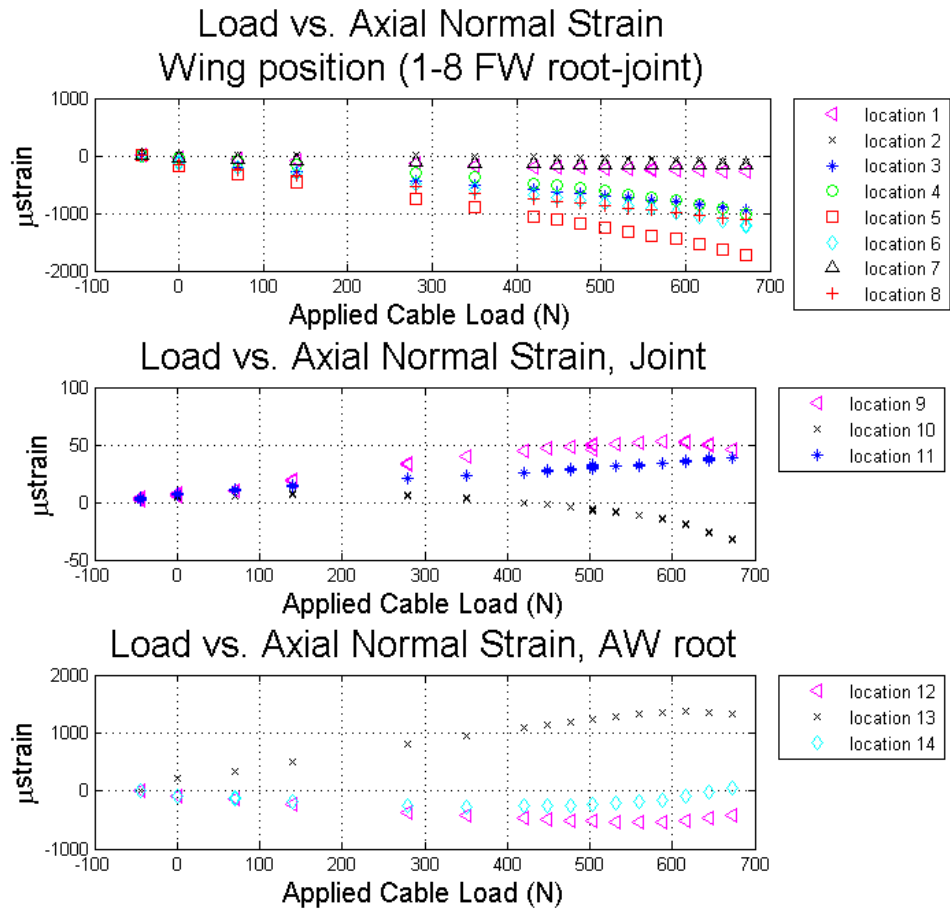 Load vs. Axial Normal Strain
Wing position (1-8 FW root-joint)
1000
0
-1000
-2000
μstrain
-100 0 100 200 300 400 500 600 700
Applied Cable Load (N)
location 1
location 2
location 3
location 4
location 5
location 6
location 7
location 8
Load vs. Axial Normal Strain, Joint
100
50
0
-50
μstrain
-100 0 100 200 300 400 500 600 700
Applied Cable Load (N)
location 9
location 10
location 11
Load vs. Axial Normal Strain, AW root
2000
1000
0
-1000
μstrain
-100 0 100 200 300 400 500 600 700
Applied Cable Load (N)
location 12
location 13
location 14